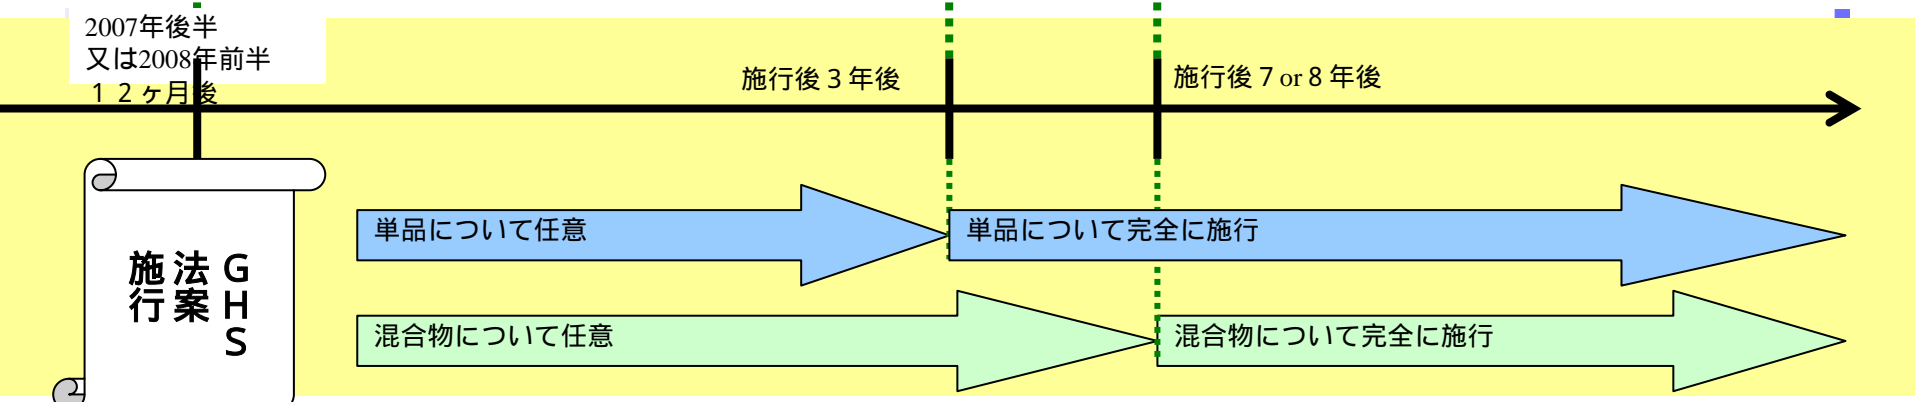 2007年後半
又は2008年前半
１２ヶ月後
施行後３年後
施行後７or８年後
GHS
法案
施行
単品について任意
単品について完全に施行
混合物について任意
混合物について完全に施行